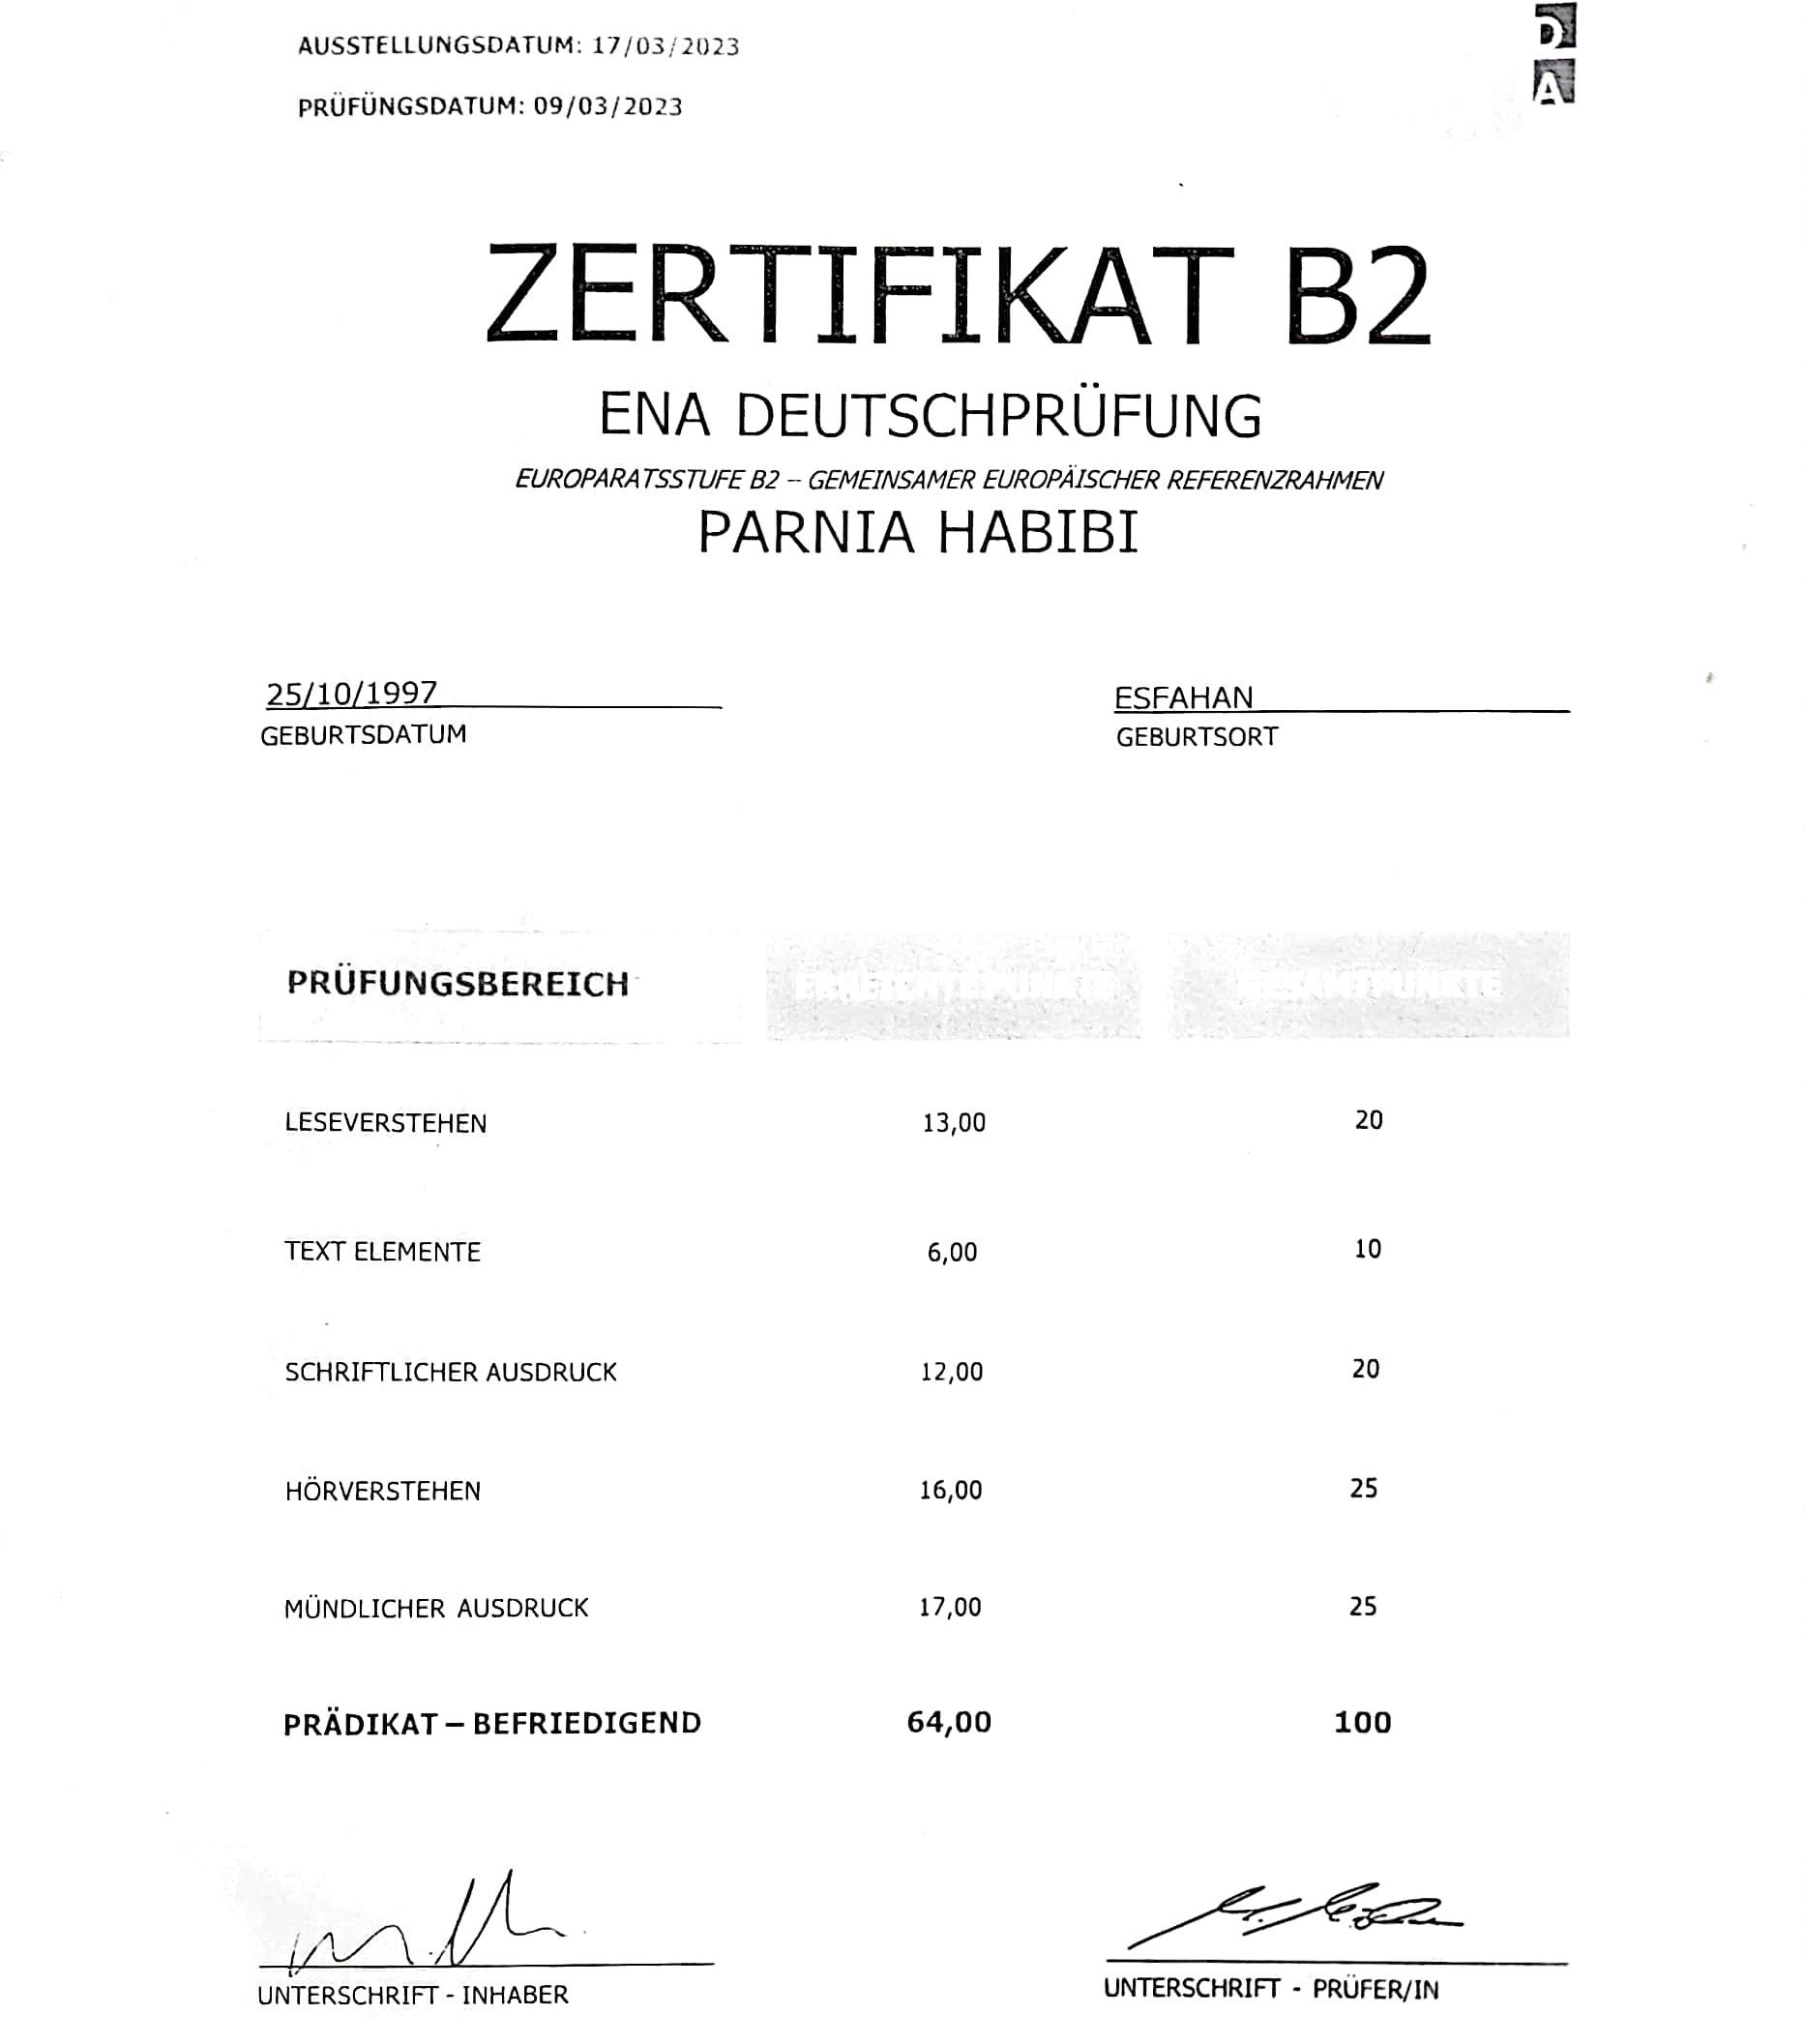 AUSSTELLUNGSDATUM: 17/03/2023
PRÜFÜNGSDATUM: 09/03/2023
D
A
ZERTIFIKAT B2
ENA DEUTSCHPRÜFUNG
EUROPARATSSTUFE B2 – GEMEINSAMER EUROPÄISCHER REFERENZRAHMEN
PARNIA HABIBI
25/10/1997 ESFAHAN
GEBURTSDATUM GEBURTSORT
PRÜFUNGSBEREICH ERREICHTE PUNKTE GESAMTPUNKTE
LESEVERSTEHEN 13,00 20
TEXT ELEMENTE 6,00 10
SCHRIFTLICHER AUSDRUCK 12,00 20
HÖRVERSTEHEN 16,00 25
MÜNDLICHER AUSDRUCK 17,00 25
PRÄDIKAT – BEFRIEDIGEND 64,00 100
UNTERSCHRIFT - INHABER UNTERSCHRIFT - PRÜFER/IN